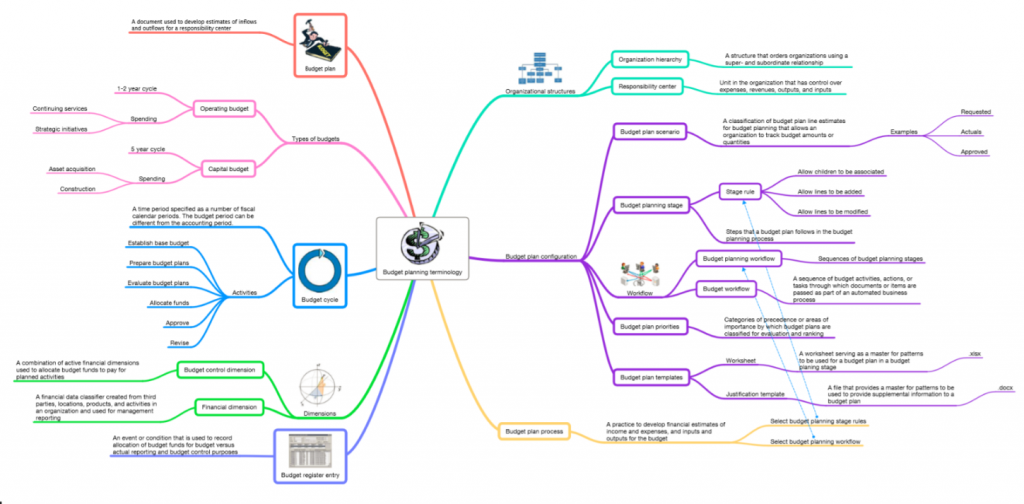 A document used to develop estimates of inflows
and outflows for a responsibility center
Budget plan
1-2 year cycle
Operating budget
Continuing services
Spending
Strategic initiatives
Types of budgets
5 year cycle
Capital budget
Asset acquisition
Spending
Construction
A time period specified as a number of fiscal
calendar periods. The budget period can be
different from the accounting period.
Establish base budget
Prepare budget plans
Evaluate budget plans
Activities
Allocate funds
Approve
Revise
Budget cycle
Budget planning terminology
A combination of active financial dimensions
used to allocate budget funds to pay for
planned activities
Budget control dimension
A financial data classifier created from third
parties, locations, products, and activities in
an organization and used for management
reporting
Financial dimension
Dimensions
An event or condition that is used to record
allocation of budget funds for budget versus
actual reporting and budget control purposes
Budget register entry
Organizational structures
Organization hierarchy
A structure that orders organizations using a
super- and subordinate relationship
Responsibility center
Unit in the organization that has control over
expenses, revenues, outputs, and inputs
Budget plan configuration
Budget plan scenario
A classification of budget plan line estimates
for budget planning that allows an
organization to track budget amounts or
quantities
Examples
Requested
Actuals
Approved
Budget planning stage
Stage rule
Allow children to be associated
Allow lines to be added
Allow lines to be modified
Steps that a budget plan follows in the budget
planning process
Workflow
Budget planning workflow
Sequences of budget planning stages
Budget workflow
A sequence of budget activities, actions, or
tasks through which documents or items are
passed as part of an automated business
process
Budget plan priorities
Categories of precedence or areas of
importance by which budget plans are
classified for evaluation and ranking
Budget plan templates
Worksheet
A worksheet serving as a master for patterns
to be used for a budget plan in a budget
planing stage
.xlsx
Justification template
A file that provides a master for patterns to be
used to provide supplemental information to a
budget plan
.docx
Budget plan process
A practice to develop financial estimates of
income and expenses, and inputs and
outputs for the budget
Select budget planning stage rules
Select budget planning workflow